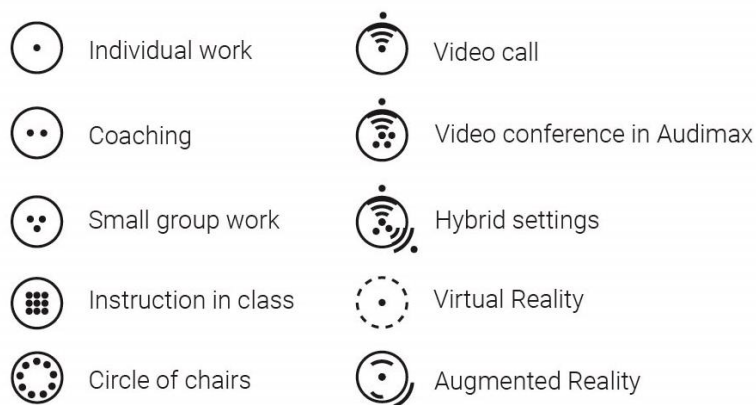 Individual work
Coaching
Small group work
Instruction in class
Circle of chairs
Video call
Video conference in Audimax
Hybrid settings
Virtual Reality
Augmented Reality